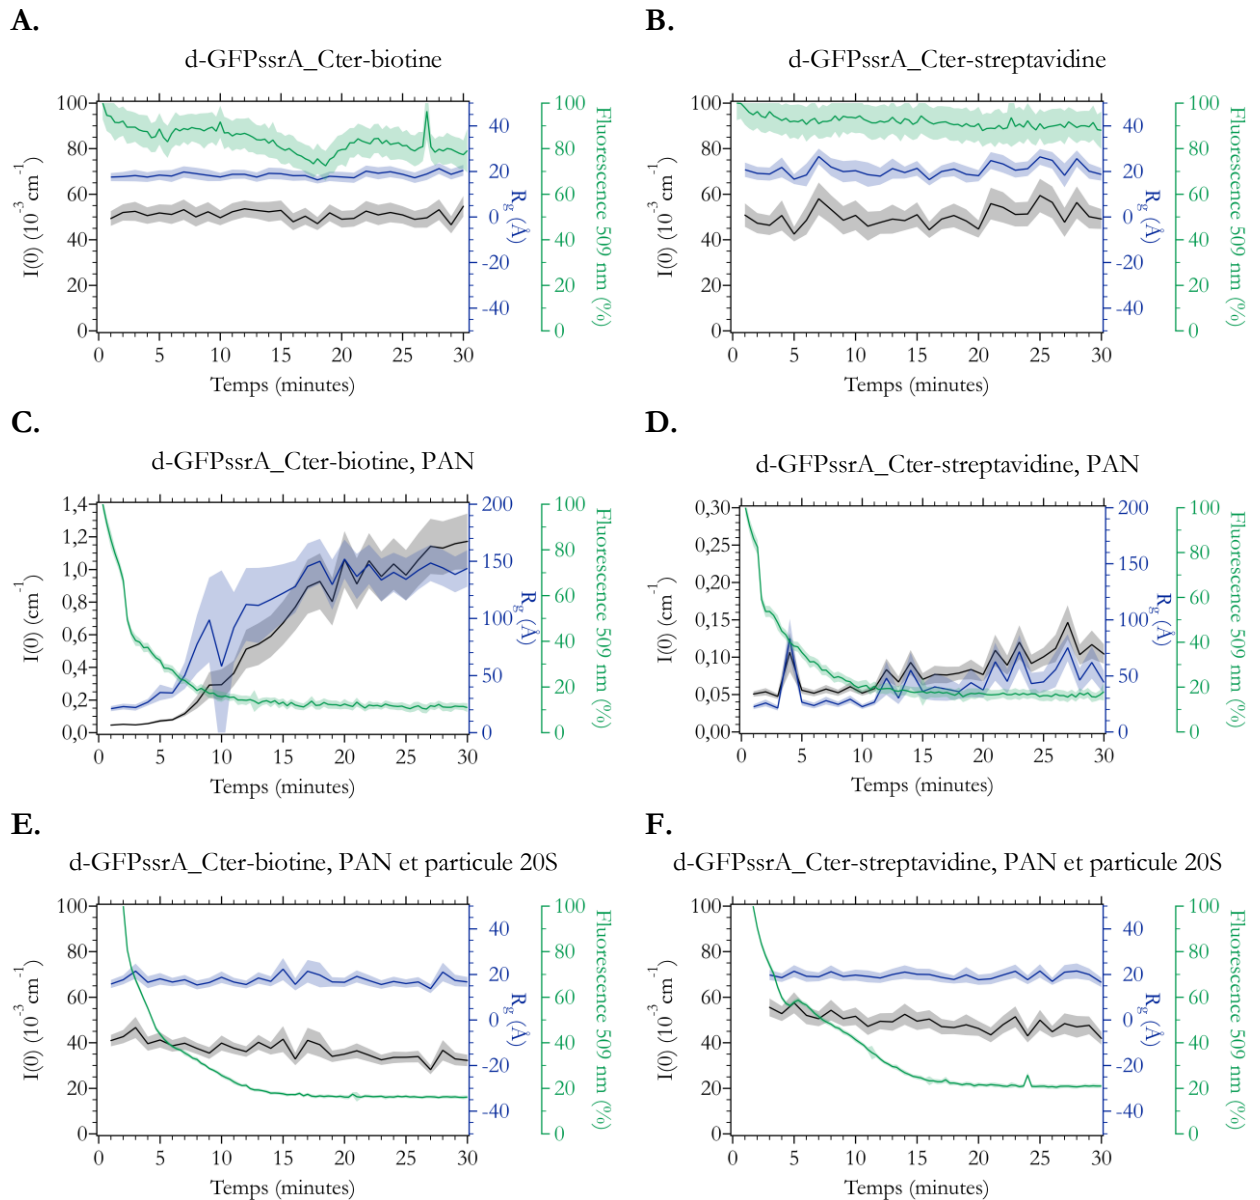 A.
d-GFPssrA_Cter-biotine
100
80
60
40
20
0
I(0) (10⁻³ cm⁻¹)
0 5 10 15 20 25 30
Temps (minutes)
40
20
0
-20
-40
Rg (Å)
100
80
60
40
20
0
Fluorescence 509 nm (%)
B.
d-GFPssrA_Cter-streptavidine
100
80
60
40
20
0
I(0) (10⁻³ cm⁻¹)
0 5 10 15 20 25 30
Temps (minutes)
40
20
0
-20
-40
Rg (Å)
100
80
60
40
20
0
Fluorescence 509 nm (%)
C.
d-GFPssrA_Cter-biotine, PAN
1,4
1,2
1,0
0,8
0,6
0,4
0,2
0,0
I(0) (cm⁻¹)
0 5 10 15 20 25 30
Temps (minutes)
200
150
100
50
0
Rg (Å)
100
80
60
40
20
0
Fluorescence 509 nm (%)
D.
d-GFPssrA_Cter-streptavidine, PAN
0,30
0,25
0,20
0,15
0,10
0,05
0,00
I(0) (cm⁻¹)
0 5 10 15 20 25 30
Temps (minutes)
200
150
100
50
0
Rg (Å)
100
80
60
40
20
0
Fluorescence 509 nm (%)
E.
d-GFPssrA_Cter-biotine, PAN et particule 20S
100
80
60
40
20
0
I(0) (10⁻³ cm⁻¹)
0 5 10 15 20 25 30
Temps (minutes)
40
20
0
-20
-40
Rg (Å)
100
80
60
40
20
0
Fluorescence 509 nm (%)
F.
d-GFPssrA_Cter-streptavidine, PAN et particule 20S
100
80
60
40
20
0
I(0) (10⁻³ cm⁻¹)
0 5 10 15 20 25 30
Temps (minutes)
40
20
0
-20
-40
Rg (Å)
100
80
60
40
20
0
Fluorescence 509 nm (%)